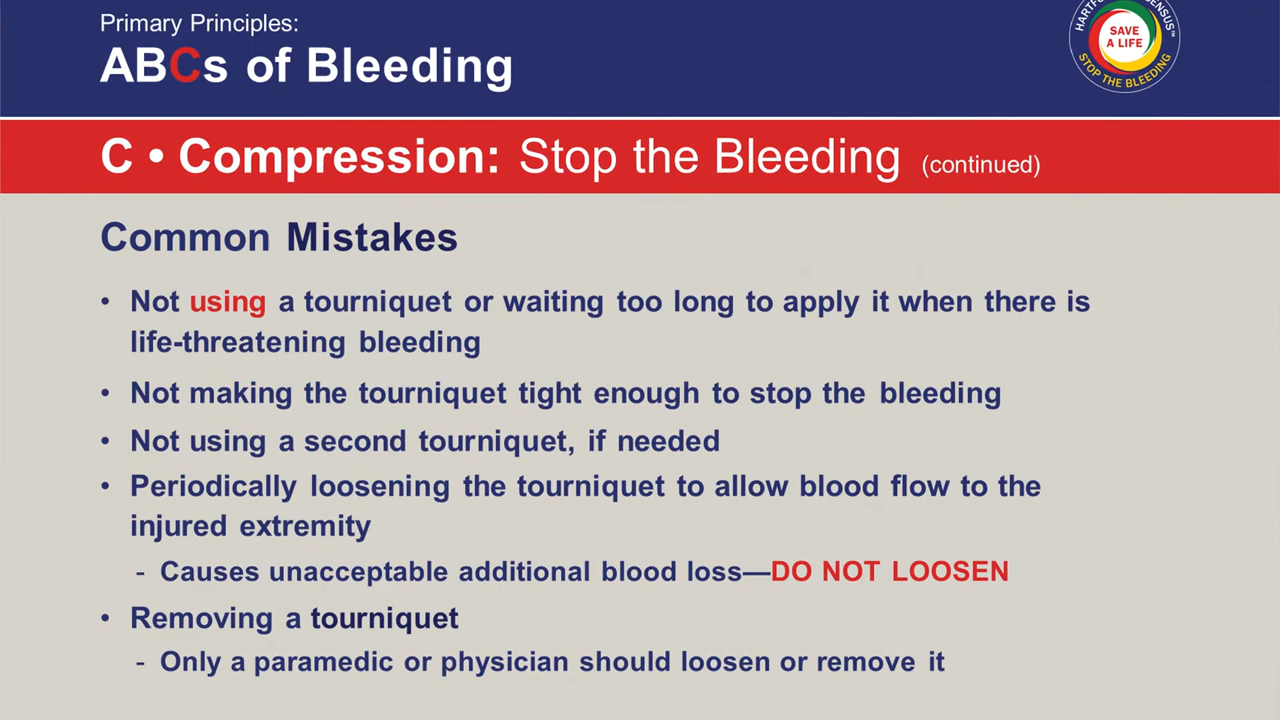 Primary Principles:
ABCs of Bleeding
SAVE
A LIFE
STOP THE BLEEDING
C • Compression: Stop the Bleeding (continued)
Common Mistakes
• Not using a tourniquet or waiting too long to apply it when there is
life-threatening bleeding
• Not making the tourniquet tight enough to stop the bleeding
• Not using a second tourniquet, if needed
• Periodically loosening the tourniquet to allow blood flow to the
injured extremity
- Causes unacceptable additional blood loss—DO NOT LOOSEN
• Removing a tourniquet
- Only a paramedic or physician should loosen or remove it